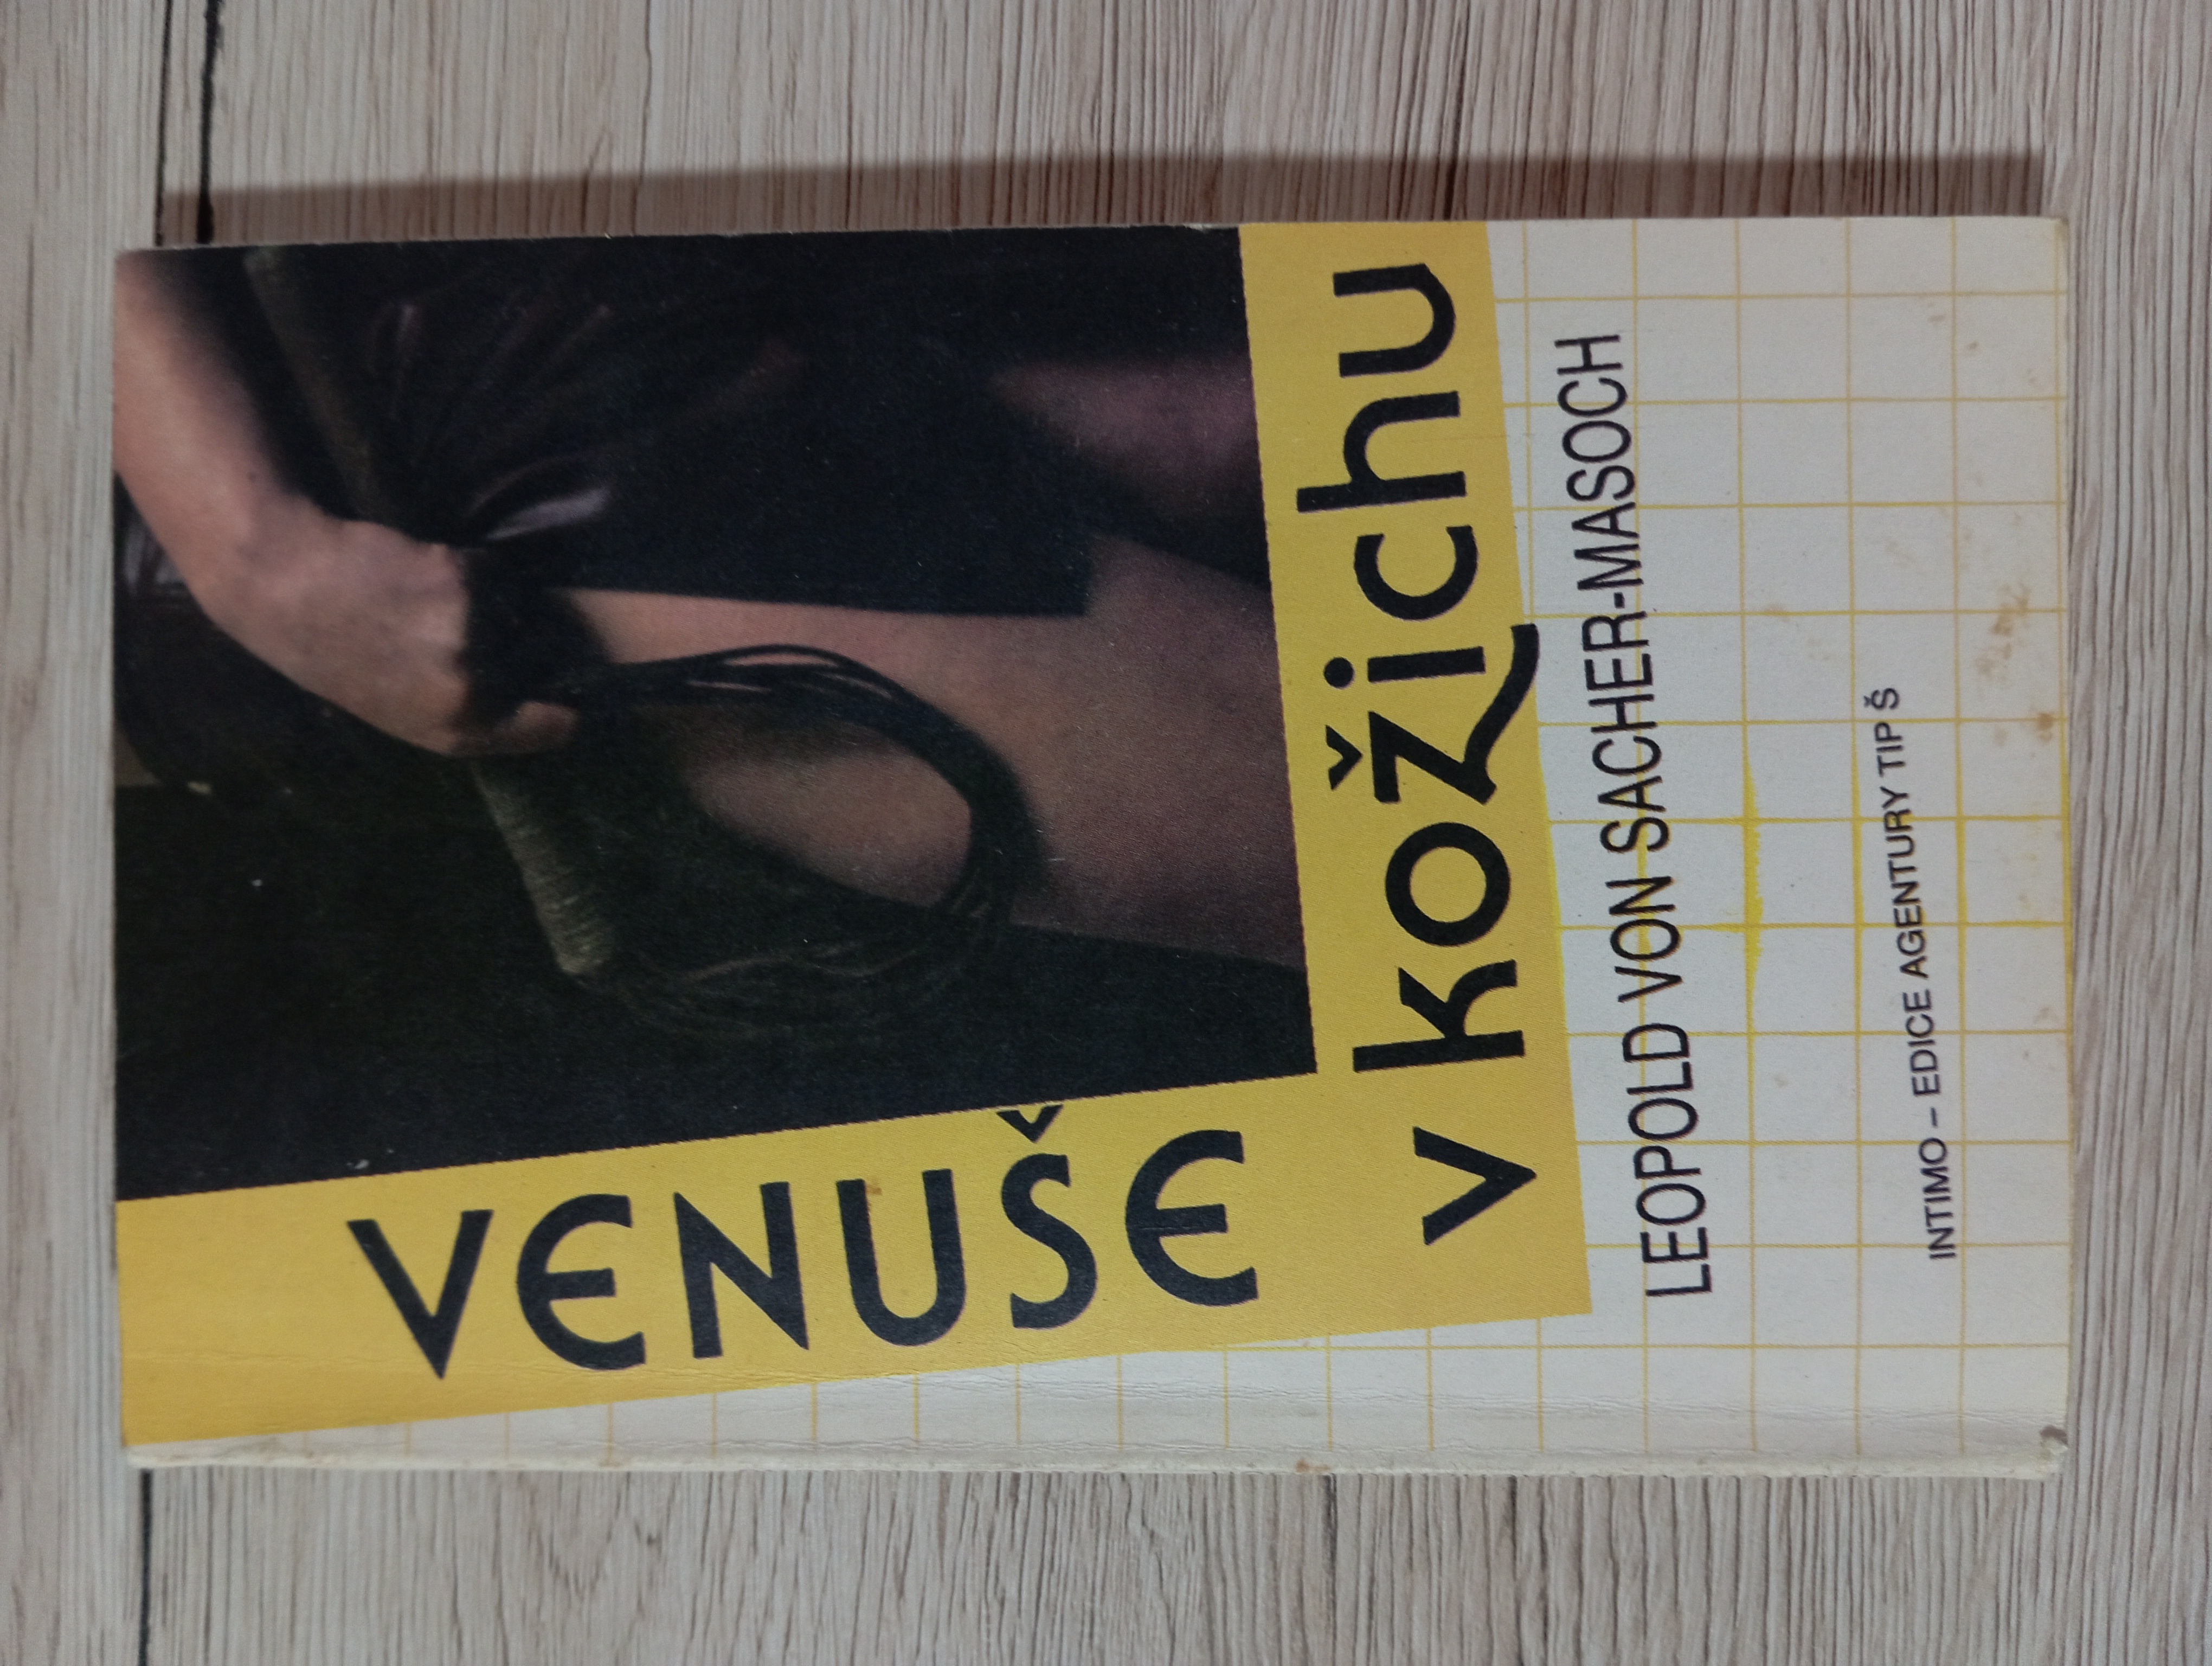 VENUŠE
v kožichu
LEOPOLD VON SACHER-MASOCH
INTIMO – EDICE AGENTURY TIP Š